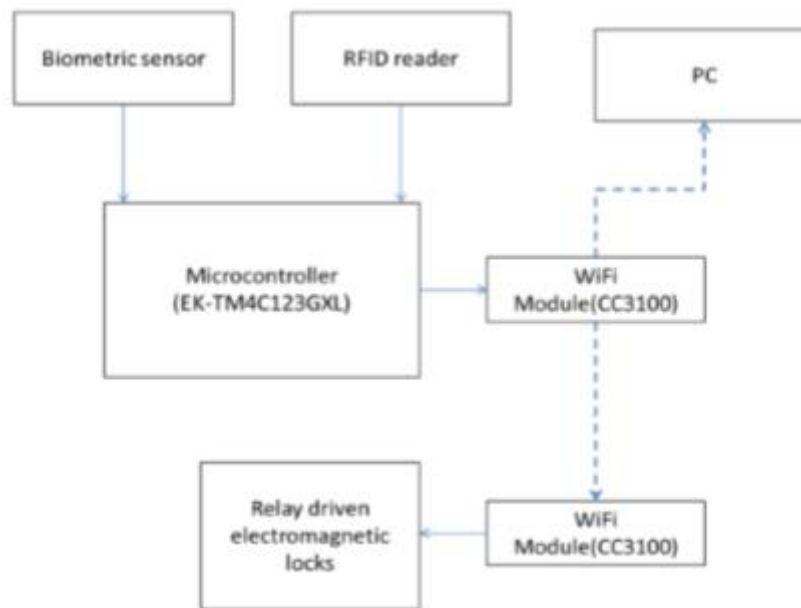 Biometric sensor
RFID reader
PC
Microcontroller
(EK-TM4C123GXL)
WiFi
Module(CC3100)
Relay driven
electromagnetic
locks
WiFi
Module(CC3100)